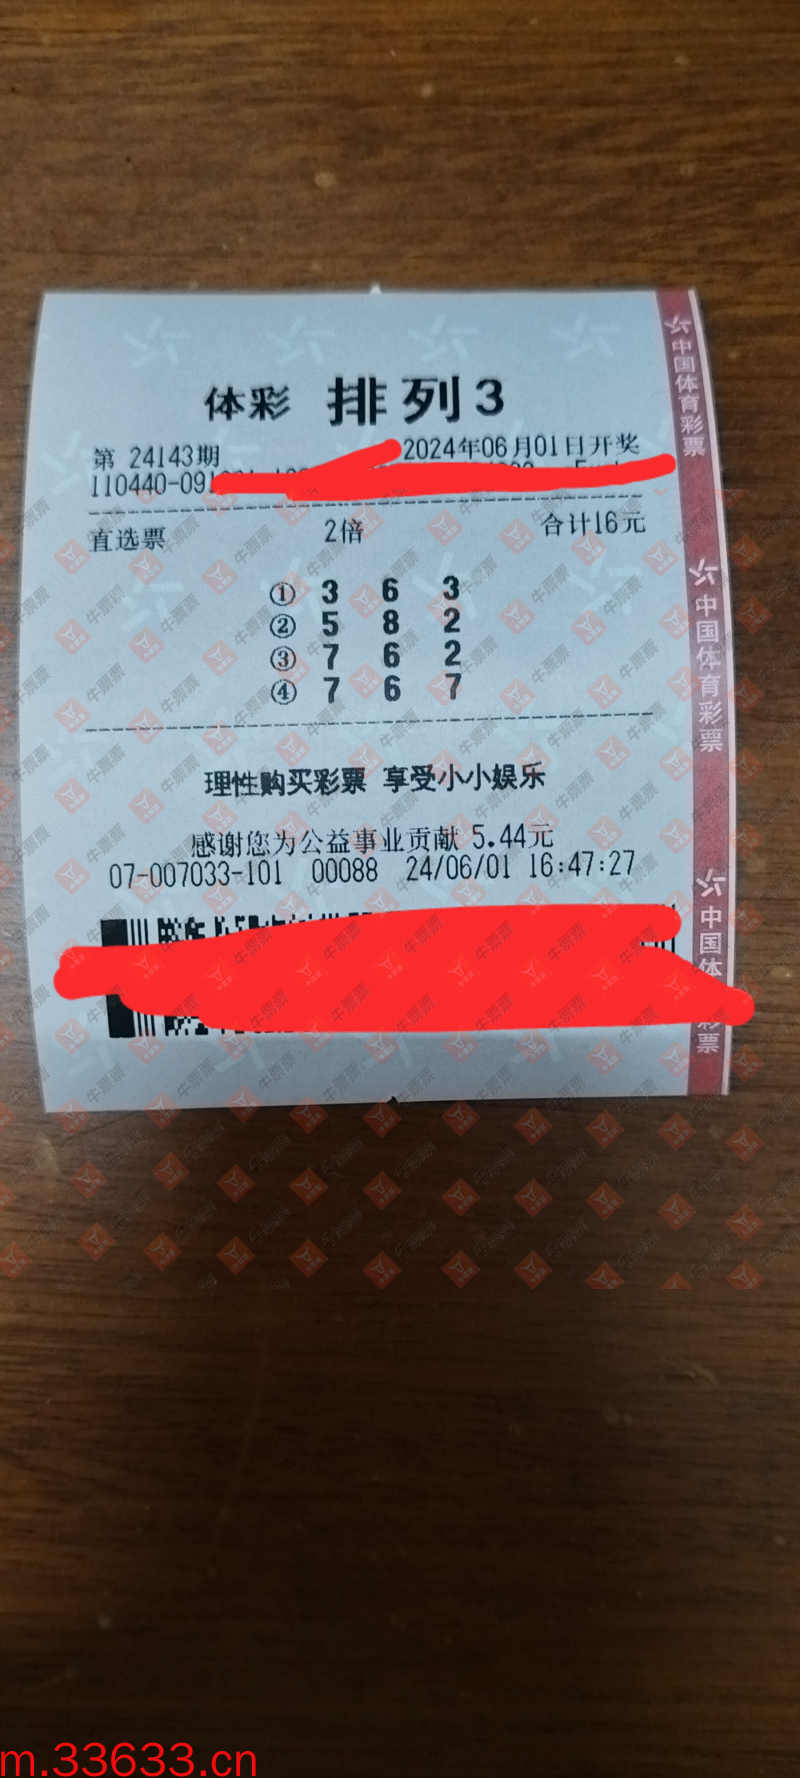 体彩 排列3
第 24143期 2024年06月01日开奖
110440-091
直选票 2倍 合计16元
① 3 6 3
② 5 8 2
③ 7 6 2
④ 7 6 7
理性购买彩票 享受小小娱乐
感谢您为公益事业贡献 5.44元
07-007033-101 00088 24/06/01 16:47:27
中国体育彩票
中国体育彩票
中国体 彩票
牛票票
m.33633.cn